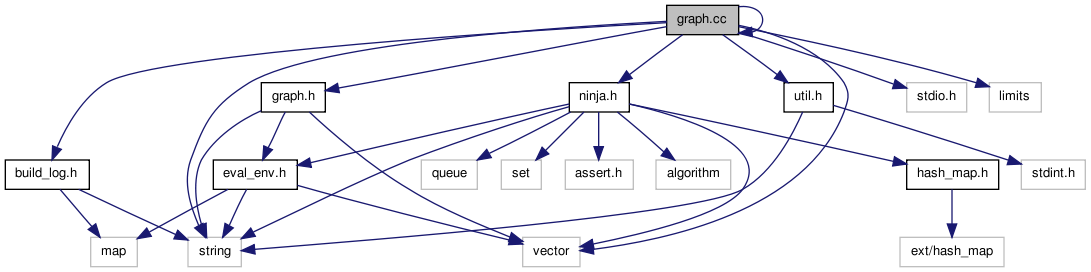 graph.cc
graph.h
ninja.h
util.h
stdio.h
limits
build_log.h
eval_env.h
queue
set
assert.h
algorithm
hash_map.h
stdint.h
map
string
vector
ext/hash_map